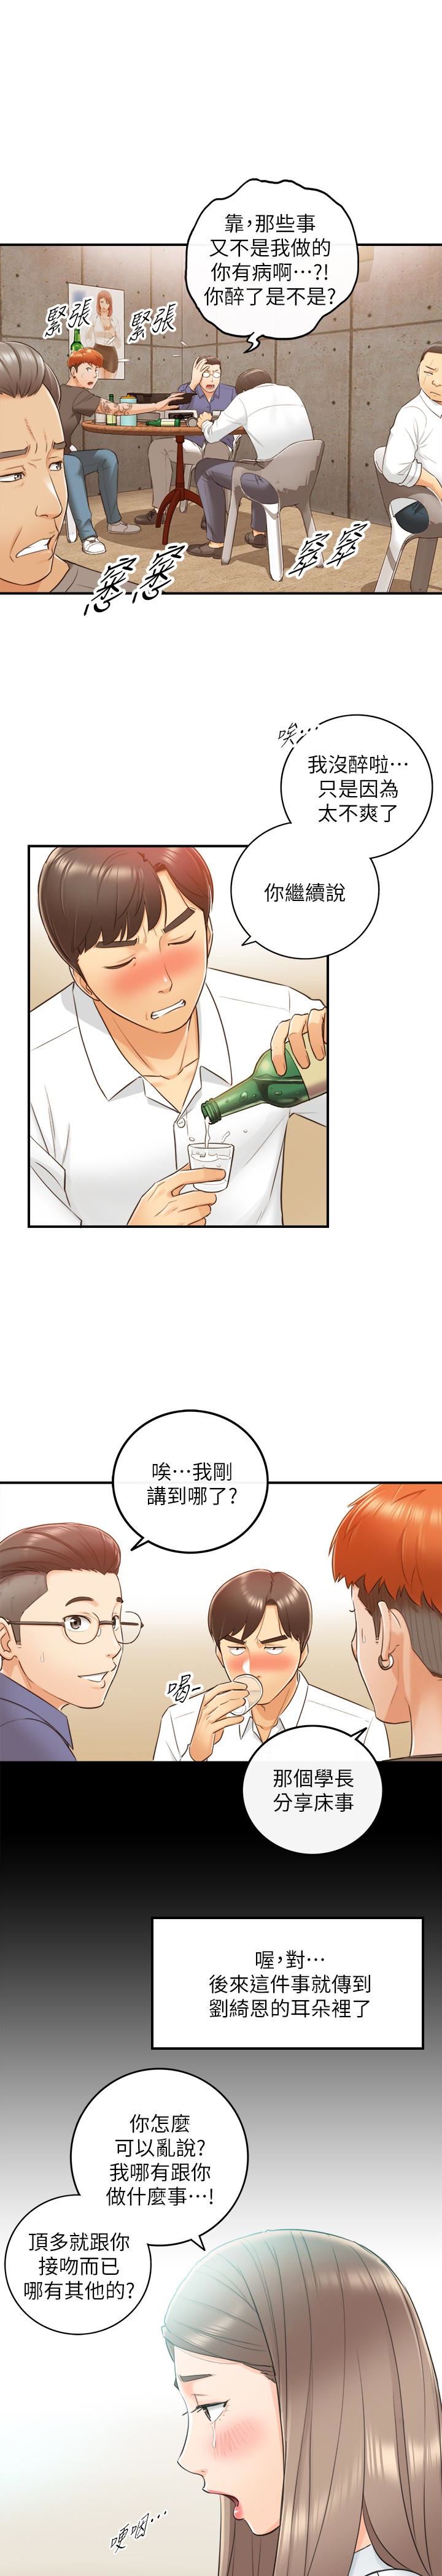 靠，那些事
又不是我做的
你有病啊…?!
你醉了是不是?
緊張
緊張
窸窸
窣窣
唉…
我沒醉啦…
只是因為
太不爽了
你繼續說
唉…我剛
講到哪了?
喝-
那個學長
分享床事
喔，對…
後來這件事就傳到
劉綺恩的耳朵裡了
你怎麼
可以亂說?
我哪有跟你
做什麼事…!
頂多就跟你
接吻而已
哪有其他的?
哽咽…